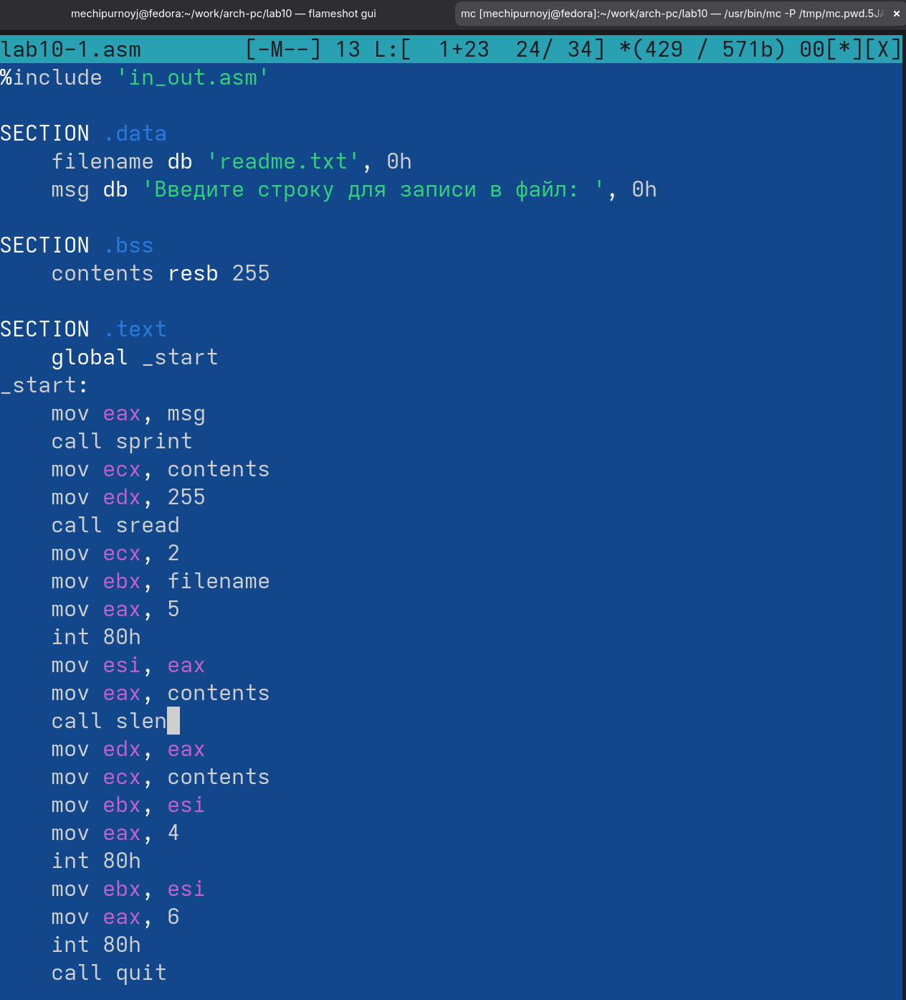 mechipurnoyj@fedora:~/work/arch-pc/lab10 — flameshot gui
mc [mechipurnoyj@fedora]:~/work/arch-pc/lab10 — /usr/bin/mc -P /tmp/mc.pwd.5JA ×
lab10-1.asm [-M--] 13 L:[ 1+23 24/ 34] *(429 / 571b) 00[*][X]
%include 'in_out.asm'
SECTION .data
filename db 'readme.txt', 0h
msg db 'Введите строку для записи в файл: ', 0h
SECTION .bss
contents resb 255
SECTION .text
global _start
_start:
mov eax, msg
call sprint
mov ecx, contents
mov edx, 255
call sread
mov ecx, 2
mov ebx, filename
mov eax, 5
int 80h
mov esi, eax
mov eax, contents
call slen
mov edx, eax
mov ecx, contents
mov ebx, esi
mov eax, 4
int 80h
mov ebx, esi
mov eax, 6
int 80h
call quit